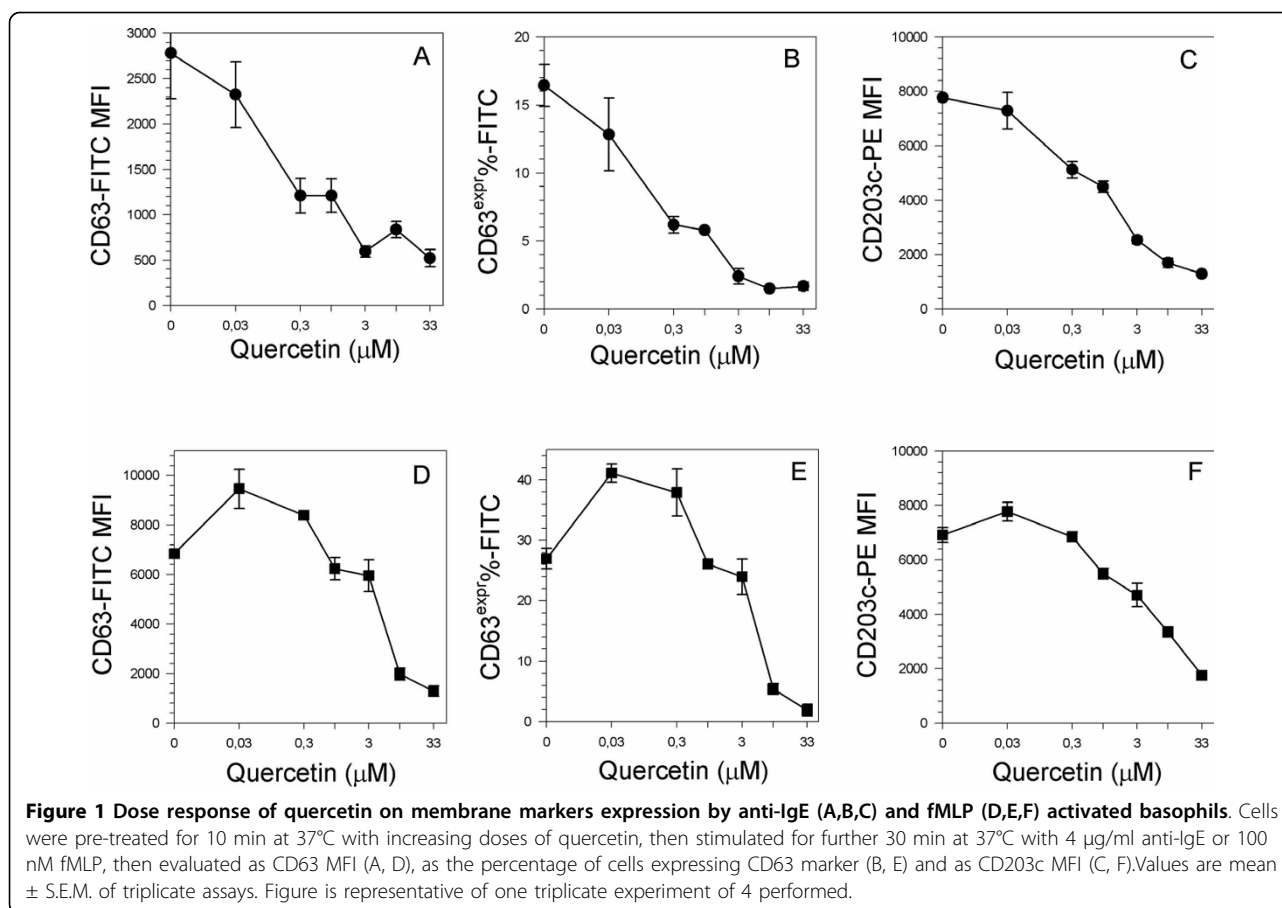 3000
2500
2000
1500
1000
500
0
CD63-FITC MFI
A
0
0,03
0,3
3
33
Quercetin (μM)
20
15
10
5
0
CD63expr%-FITC
B
0
0,03
0,3
3
33
Quercetin (μM)
10000
8000
6000
4000
2000
0
CD203c-PE MFI
C
0
0,03
0,3
3
33
Quercetin (μM)
10000
8000
6000
4000
2000
0
CD63-FITC MFI
D
0
0,03
0,3
3
33
Quercetin (μM)
40
30
20
10
0
CD63expr%-FITC
E
0
0,03
0,3
3
33
Quercetin (μM)
10000
8000
6000
4000
2000
0
CD203c-PE MFI
F
0
0,03
0,3
3
33
Quercetin (μM)
Figure 1 Dose response of quercetin on membrane markers expression by anti-IgE (A,B,C) and fMLP (D,E,F) activated basophils. Cells
were pre-treated for 10 min at 37°C with increasing doses of quercetin, then stimulated for further 30 min at 37°C with 4 μg/ml anti-IgE or 100
nM fMLP, then evaluated as CD63 MFI (A, D), as the percentage of cells expressing CD63 marker (B, E) and as CD203c MFI (C, F).Values are mean
± S.E.M. of triplicate assays. Figure is representative of one triplicate experiment of 4 performed.